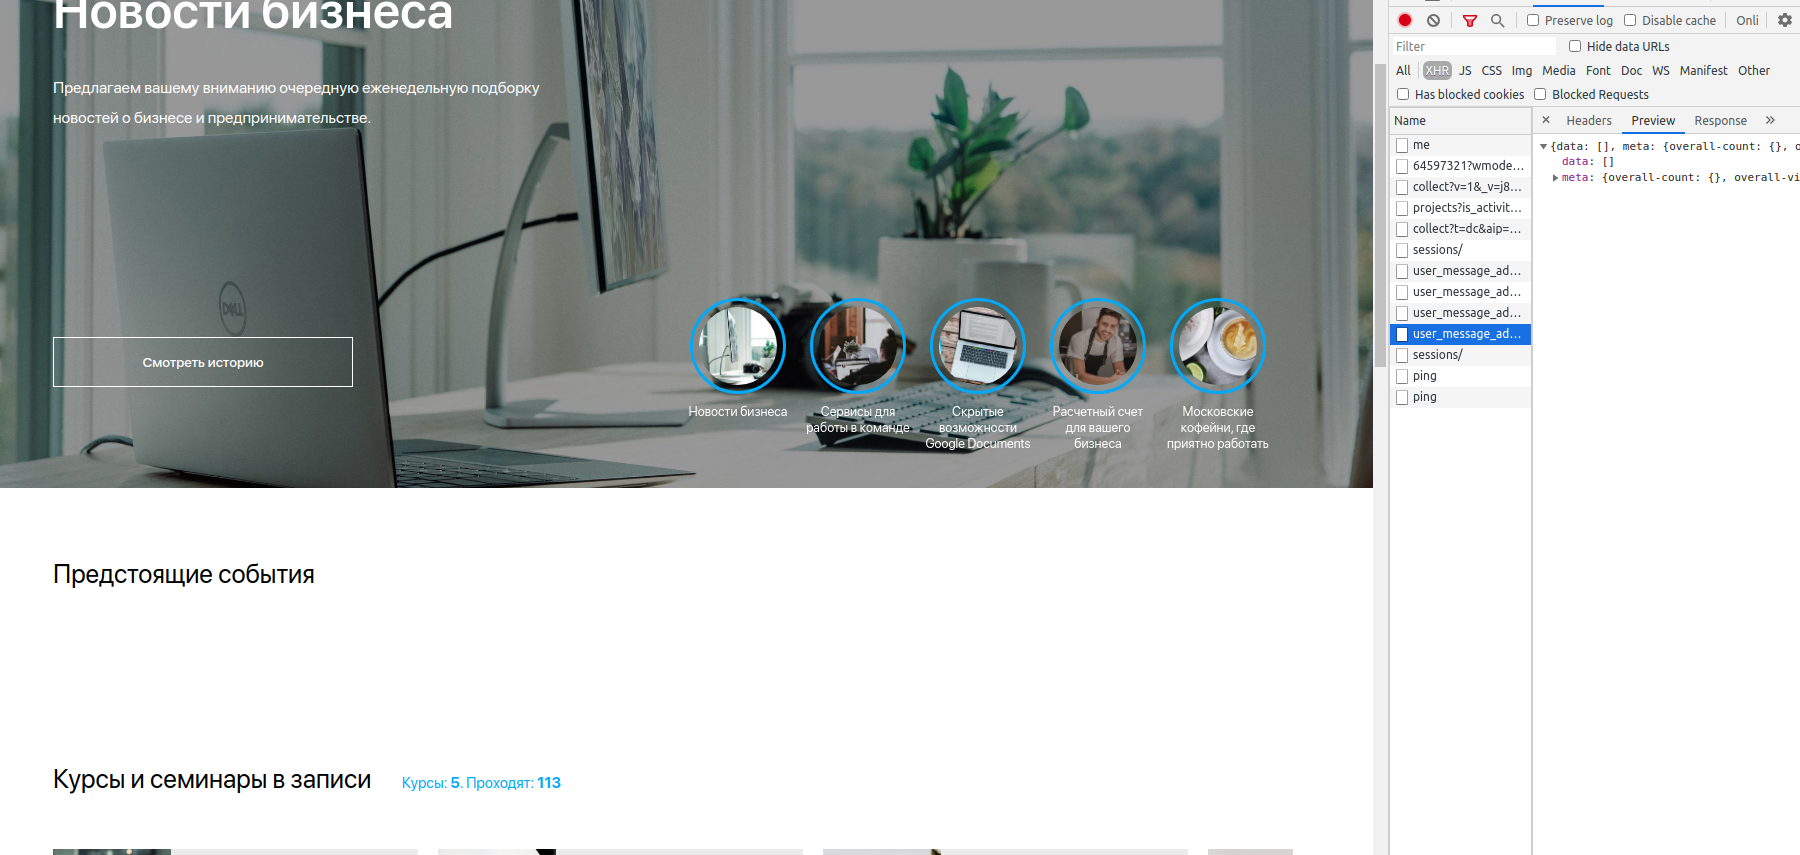 Новости бизнеса
Предлагаем вашему вниманию очередную еженедельную подборку
новостей о бизнесе и предпринимательстве.
DELL
Смотреть историю
Новости бизнеса
Сервисы для
работы в команде
Скрытые
возможности
Google Documents
Расчетный счет
для вашего
бизнеса
Московские
кофейни, где
приятно работать
Предстоящие события
Курсы и семинары в записи
Курсы: 5. Проходят: 113
Preserve log
Disable cache
Onli
Filter
Hide data URLs
All XHR JS CSS Img Media Font Doc WS Manifest Other
Has blocked cookies
Blocked Requests
Name
me
64597321?wmode...
collect?v=1&_v=j8...
projects?is_activit...
collect?t=dc&aip=...
sessions/
user_message_ad...
user_message_ad...
user_message_ad...
user_message_ad...
sessions/
ping
ping
× Headers Preview Response »
{data: [], meta: {overall-count: {}, o
data: []
meta: {overall-count: {}, overall-vi